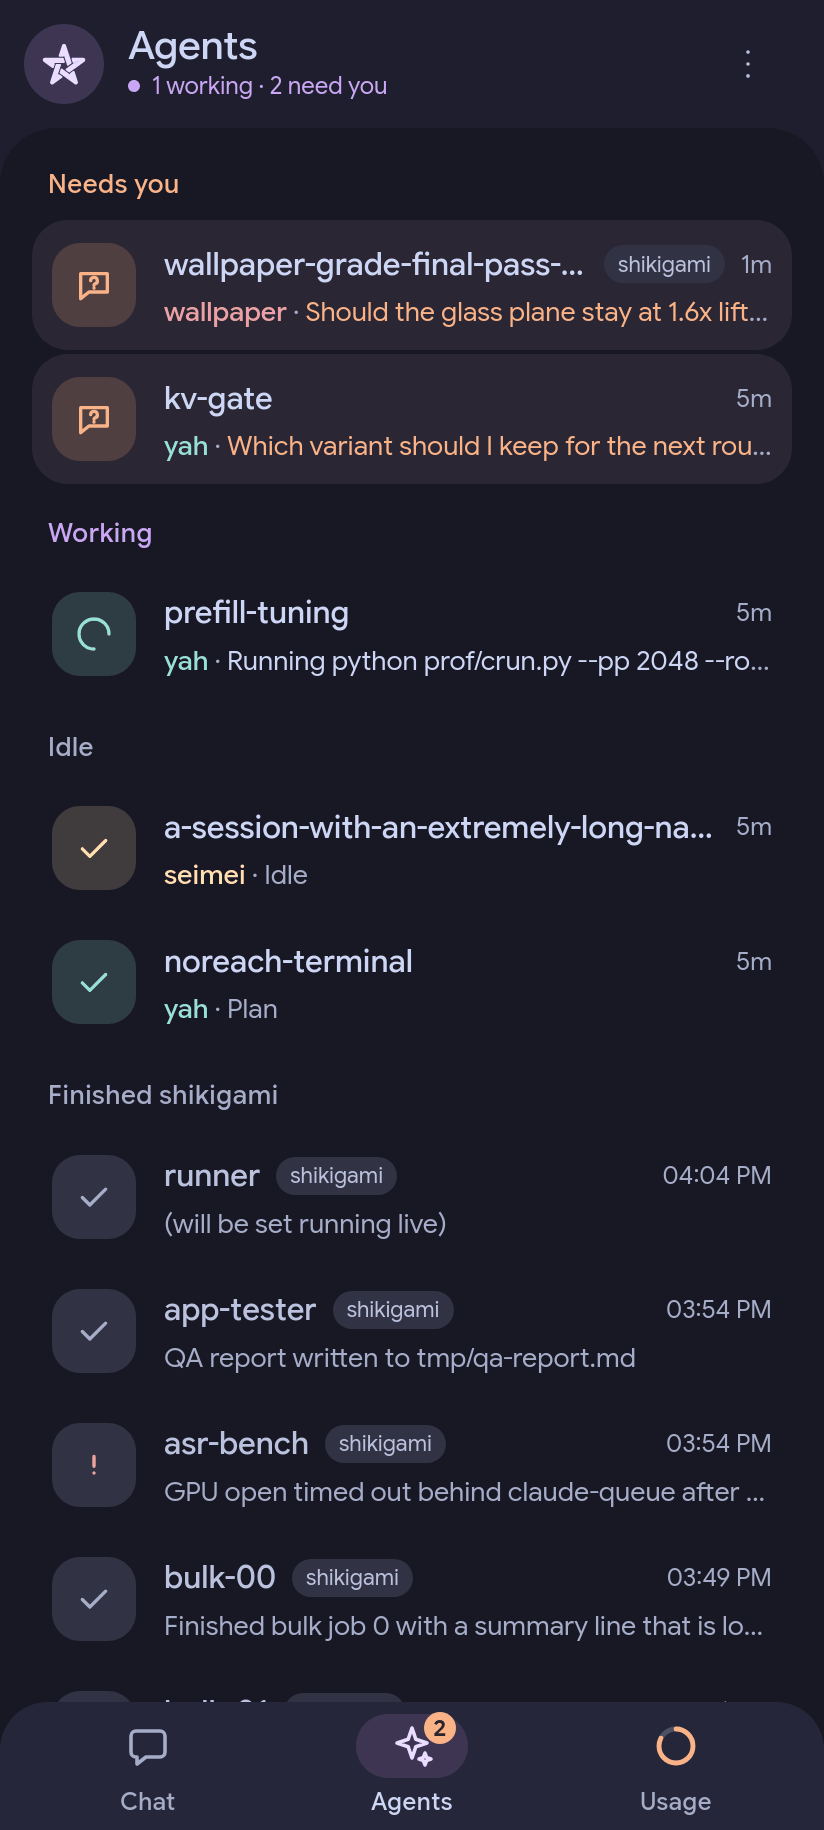 Agents
1 working · 2 need you
Needs you
wallpaper-grade-final-pass-... shikigami 1m
wallpaper · Should the glass plane stay at 1.6x lift...
kv-gate 5m
yah · Which variant should I keep for the next rou...
Working
prefill-tuning 5m
yah · Running python prof/crun.py --pp 2048 --ro...
Idle
a-session-with-an-extremely-long-na... 5m
seimei · Idle
noreach-terminal 5m
yah · Plan
Finished shikigami
runner shikigami 04:04 PM
(will be set running live)
app-tester shikigami 03:54 PM
QA report written to tmp/qa-report.md
asr-bench shikigami 03:54 PM
GPU open timed out behind claude-queue after ...
bulk-00 shikigami 03:49 PM
Finished bulk job 0 with a summary line that is lo...
2
Chat Agents Usage